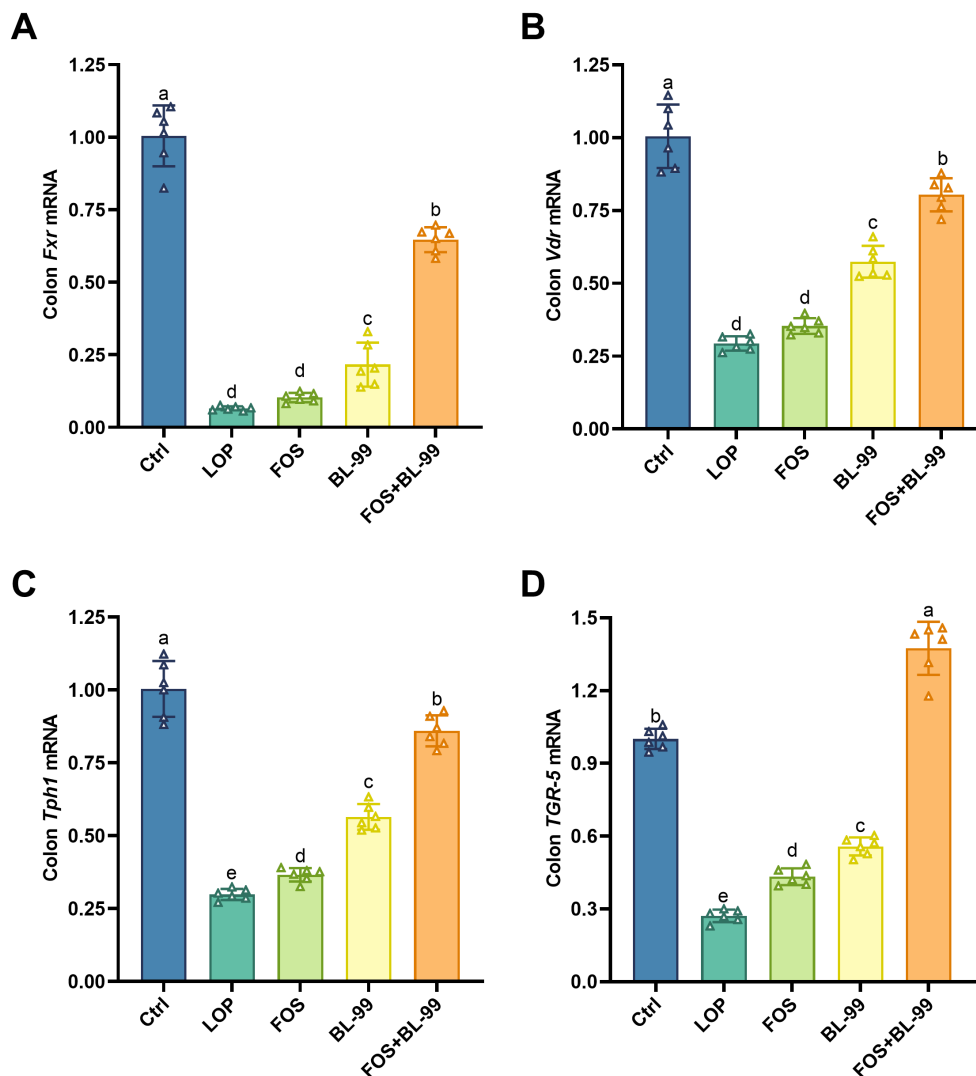 A
Colon Fxr mRNA
1.25
1.00
0.75
0.50
0.25
0.00
a
d
d
c
b
Ctrl
LOP
FOS
BL-99
FOS+BL-99
B
Colon Vdr mRNA
1.25
1.00
0.75
0.50
0.25
0.00
a
d
d
c
b
Ctrl
LOP
FOS
BL-99
FOS+BL-99
C
Colon Tph1 mRNA
1.25
1.00
0.75
0.50
0.25
0.00
a
e
d
c
b
Ctrl
LOP
FOS
BL-99
FOS+BL-99
D
Colon TGR-5 mRNA
1.5
1.2
0.9
0.6
0.3
0.0
b
e
d
c
a
Ctrl
LOP
FOS
BL-99
FOS+BL-99